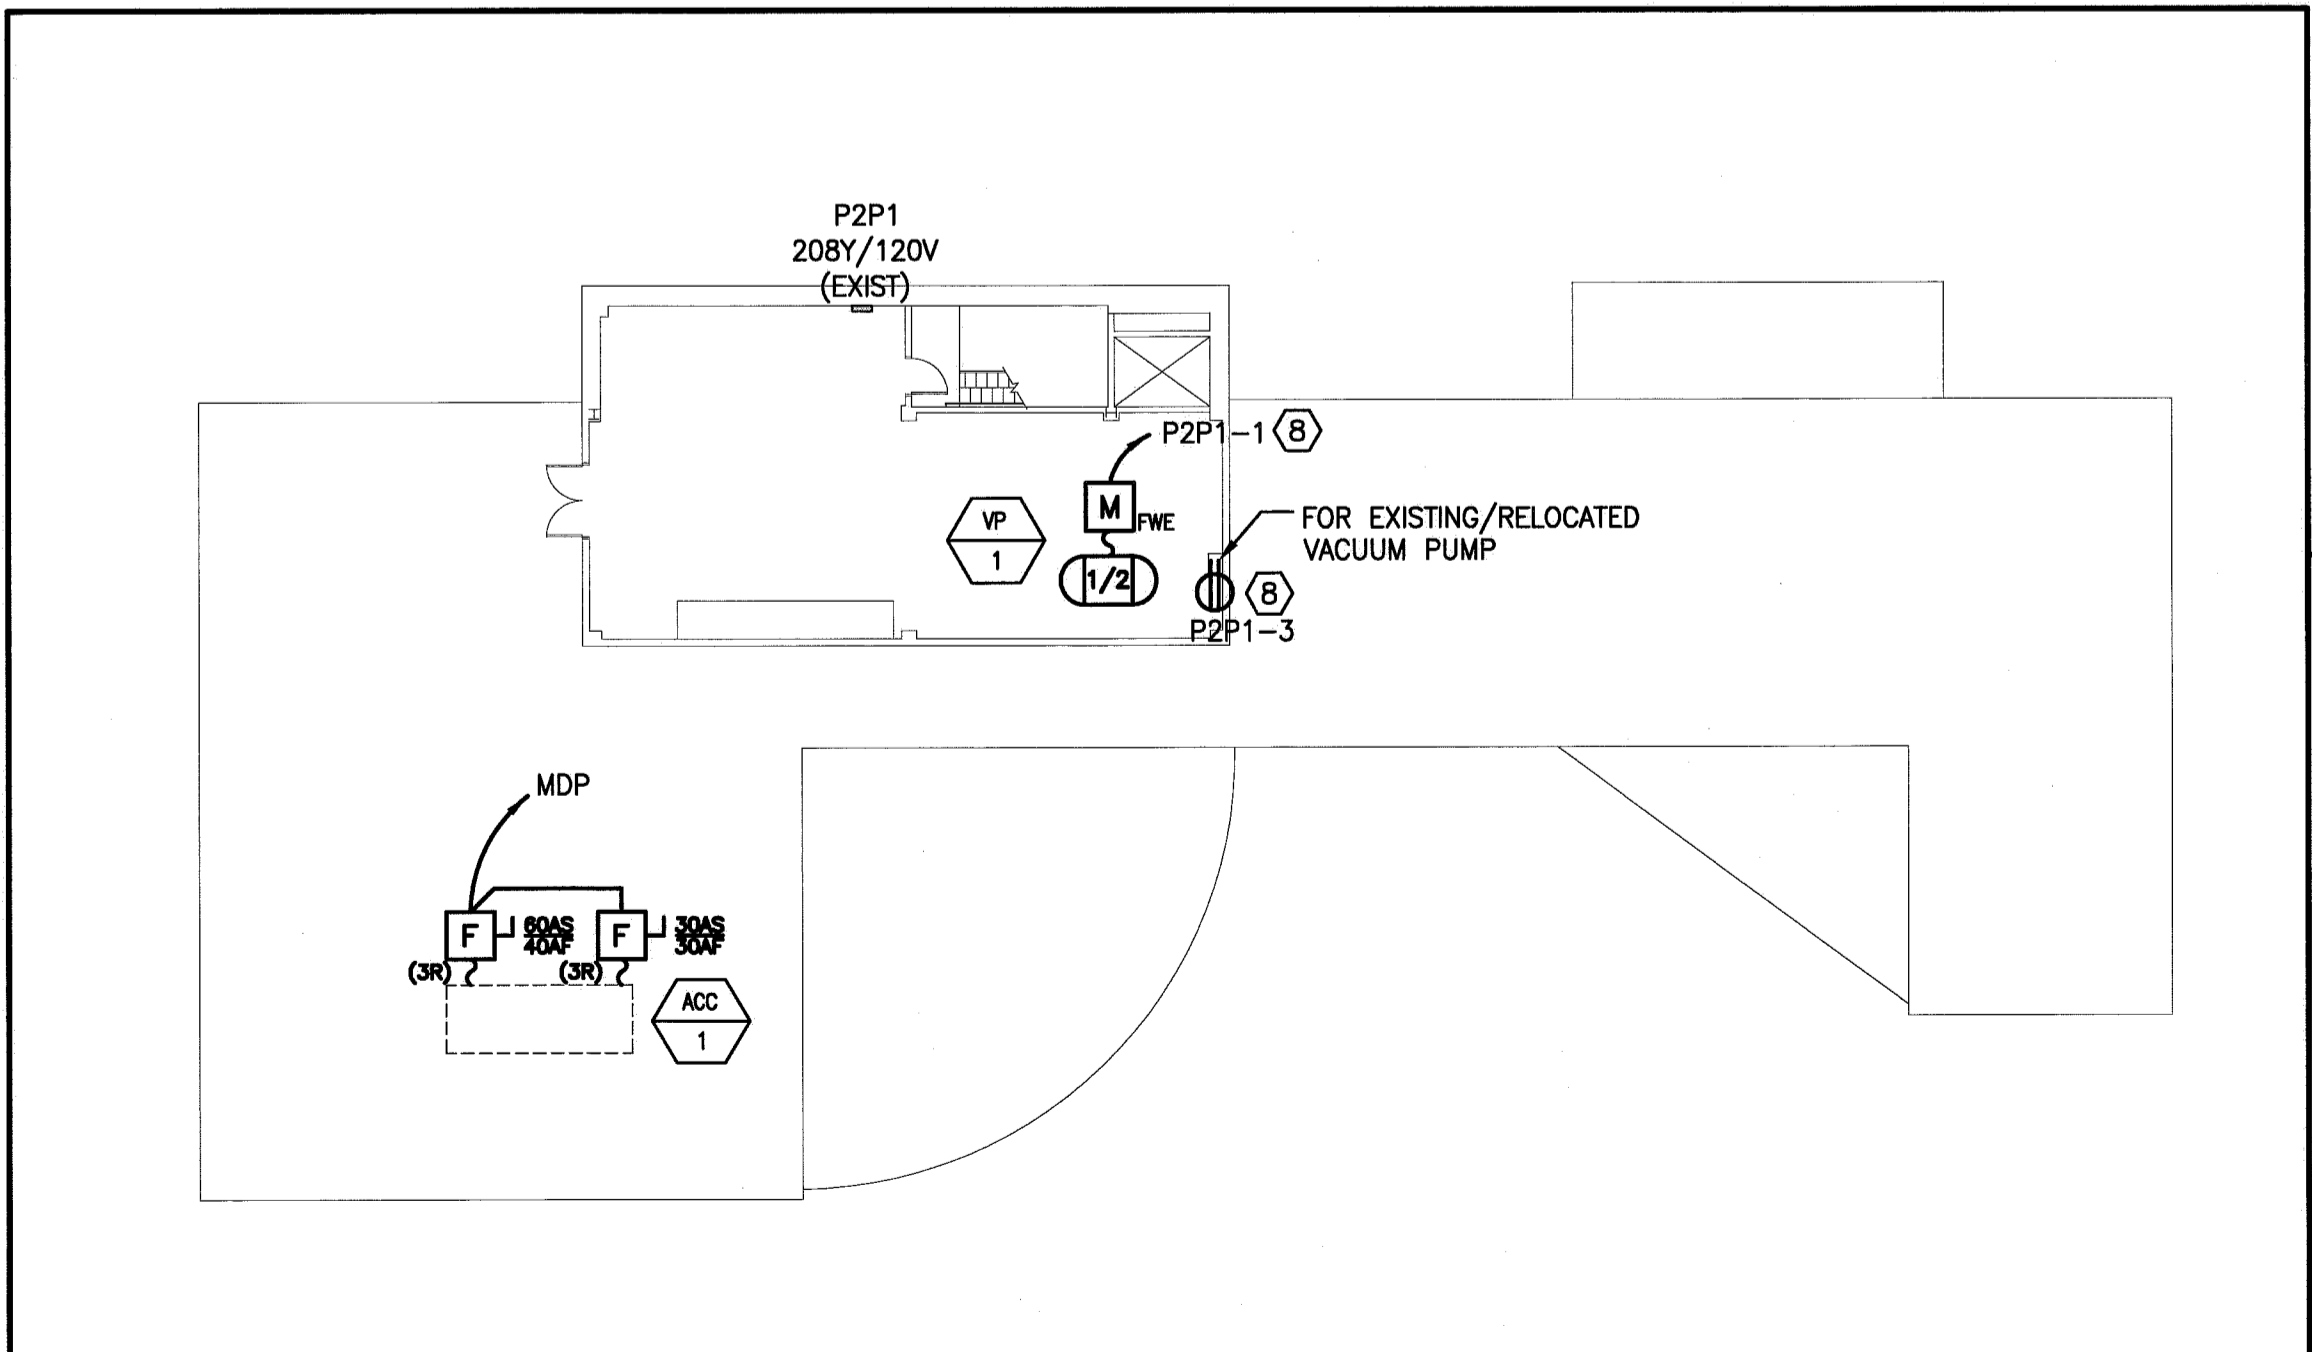 P2P1
208Y/120V
(EXIST)
P2P1-1 8
M
FWE
VP
1
1/2
FOR EXISTING/RELOCATED
VACUUM PUMP
8
P2P1-3
MDP
F
60AS
40AF
(3R)
F
30AS
30AF
(3R)
ACC
1